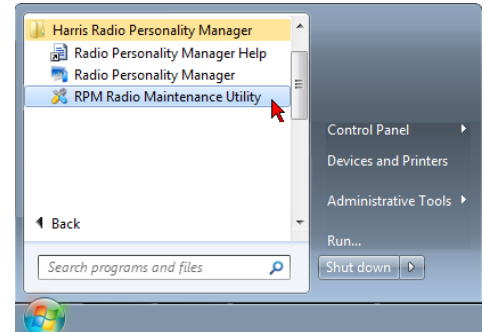 Harris Radio Personality Manager
Radio Personality Manager Help
Radio Personality Manager
RPM Radio Maintenance Utility
Back
Search programs and files
Control Panel
Devices and Printers
Administrative Tools
Run...
Shut down